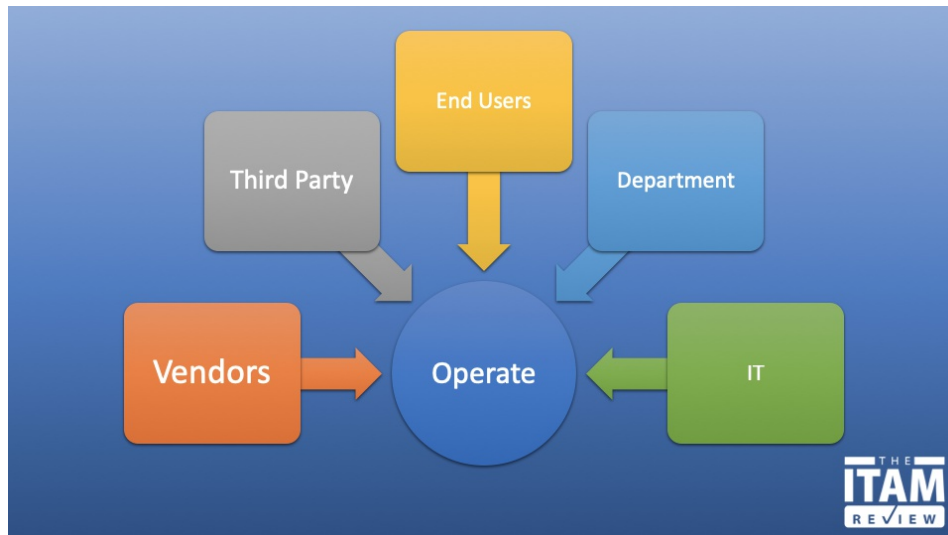 End Users
Third Party
Department
Vendors
Operate
IT
THE
ITAM
REVIEW